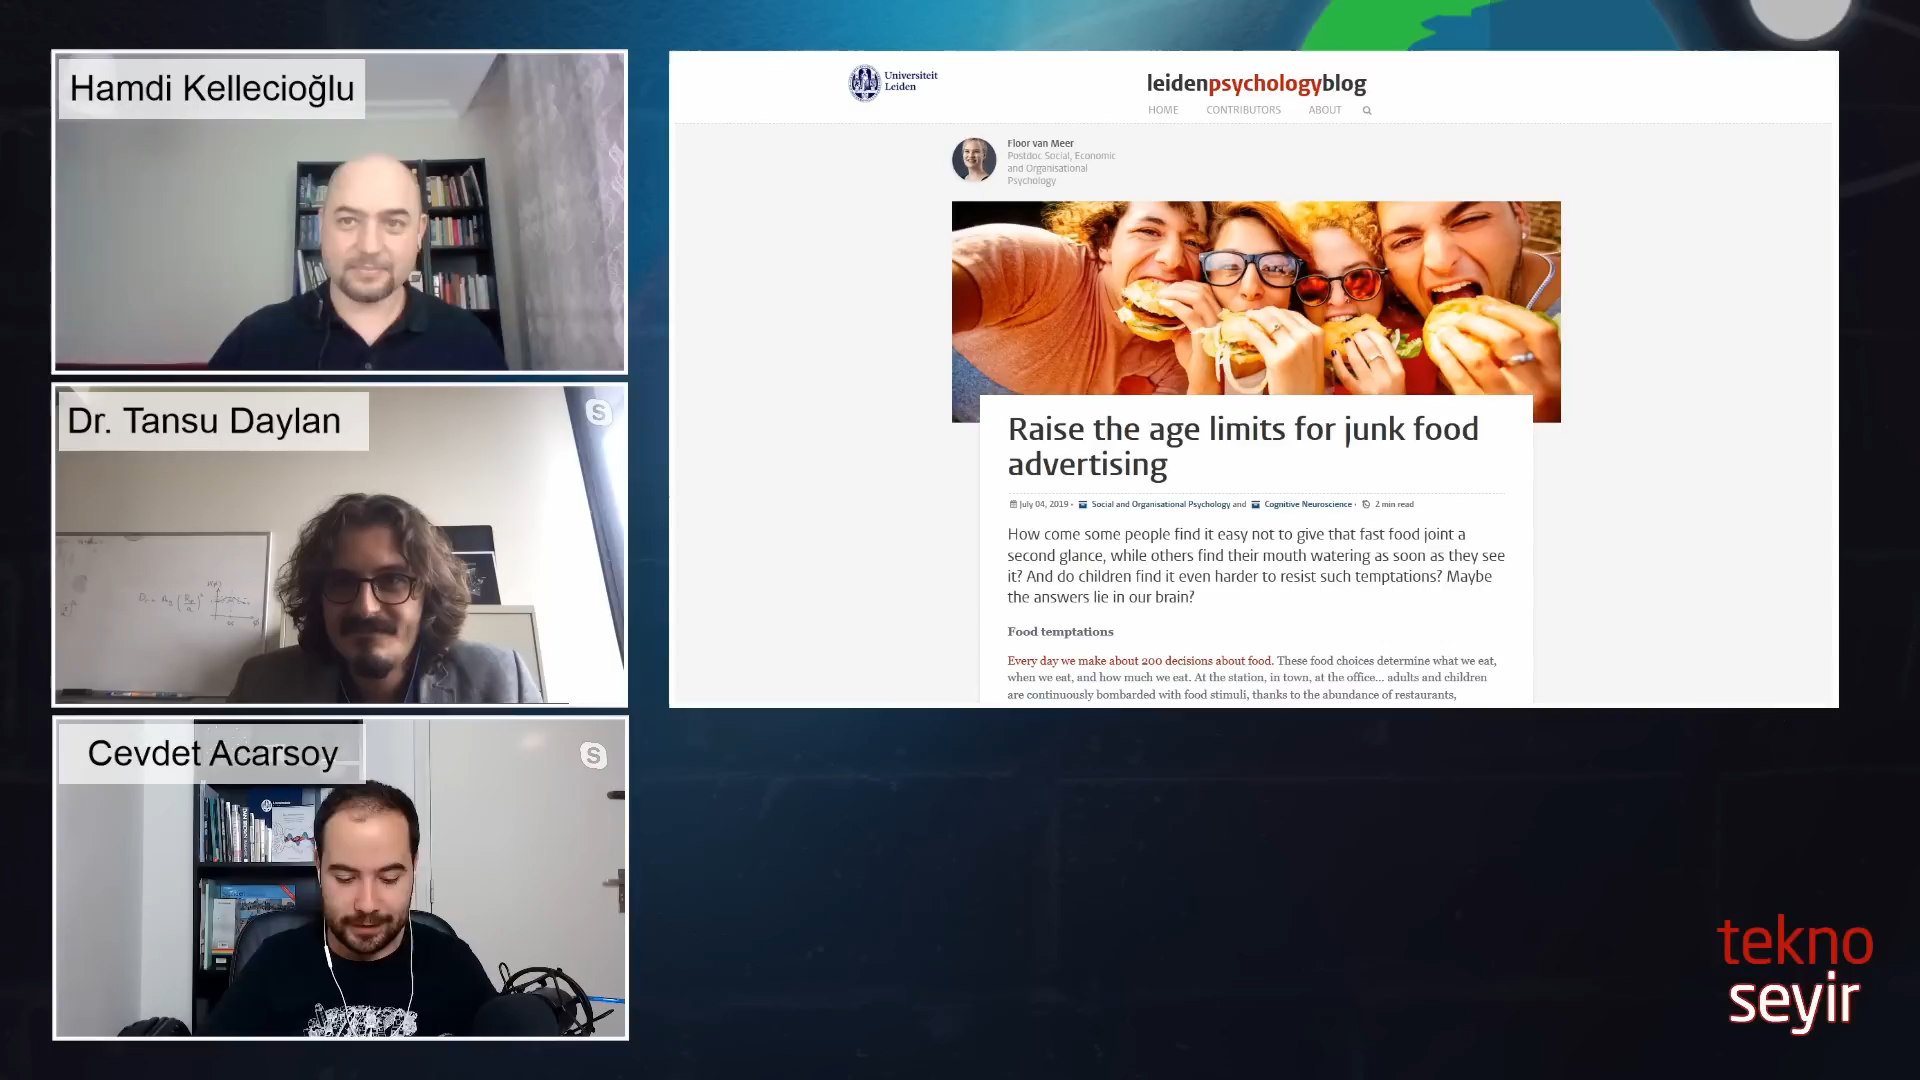 Hamdi Kellecioğlu
Dr. Tansu Daylan
Cevdet Acarsoy
Universiteit
Leiden
leidenpsychologyblog
HOME CONTRIBUTORS ABOUT
Floor van Meer
Postdoc Social, Economic
and Organisational
Psychology
Raise the age limits for junk food
advertising
July 04, 2019 • Social and Organisational Psychology and Cognitive Neuroscience • 2 min read
How come some people find it easy not to give that fast food joint a
second glance, while others find their mouth watering as soon as they see
it? And do children find it even harder to resist such temptations? Maybe
the answers lie in our brain?
Food temptations
Every day we make about 200 decisions about food. These food choices determine what we eat,
when we eat, and how much we eat. At the station, in town, at the office... adults and children
are continuously bombarded with food stimuli, thanks to the abundance of restaurants,
tekno
seyir